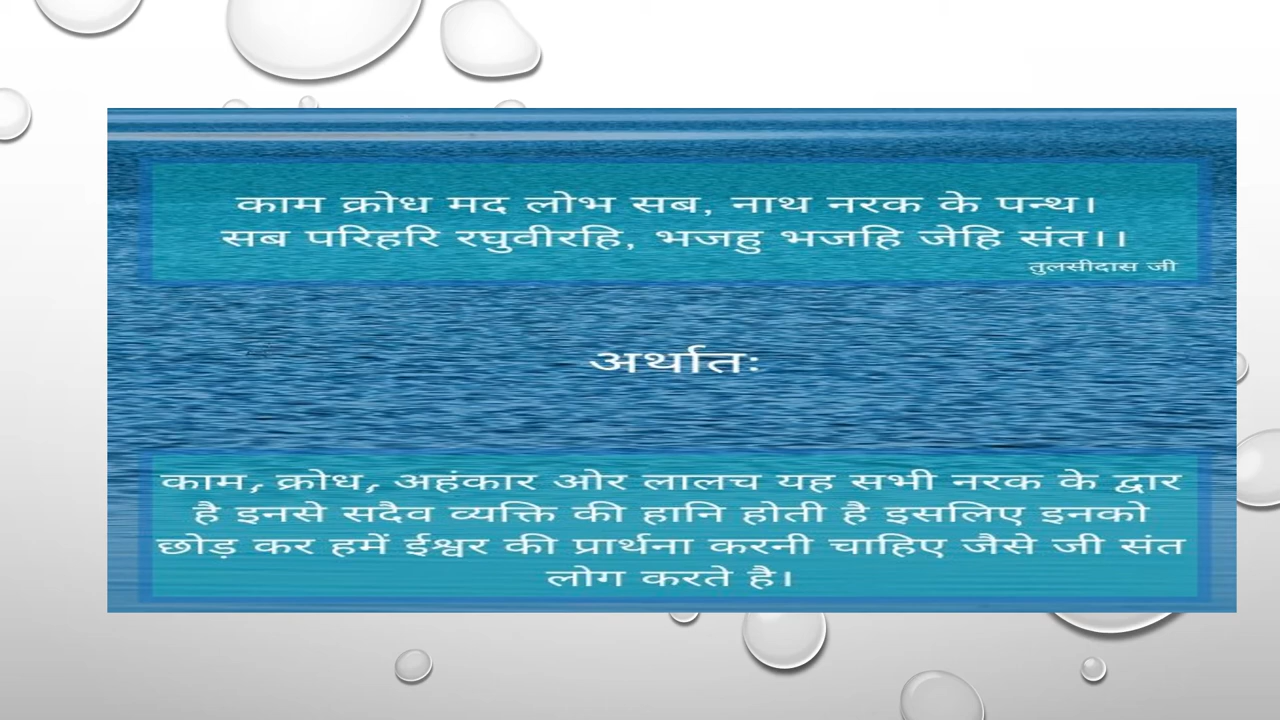 काम क्रोध मद लोभ सब, नाथ नरक के पन्थ।
सब परिहरि रघुवीरहि, भजहु भजहि जेहि संत।।
तुलसीदास जी
अर्थातः
काम, क्रोध, अहंकार ओर लालच यह सभी नरक के द्वार
है इनसे सदैव व्यक्ति की हानि होती है इसलिए इनको
छोड़ कर हमें ईश्वर की प्रार्थना करनी चाहिए जैसे जी संत
लोग करते है।